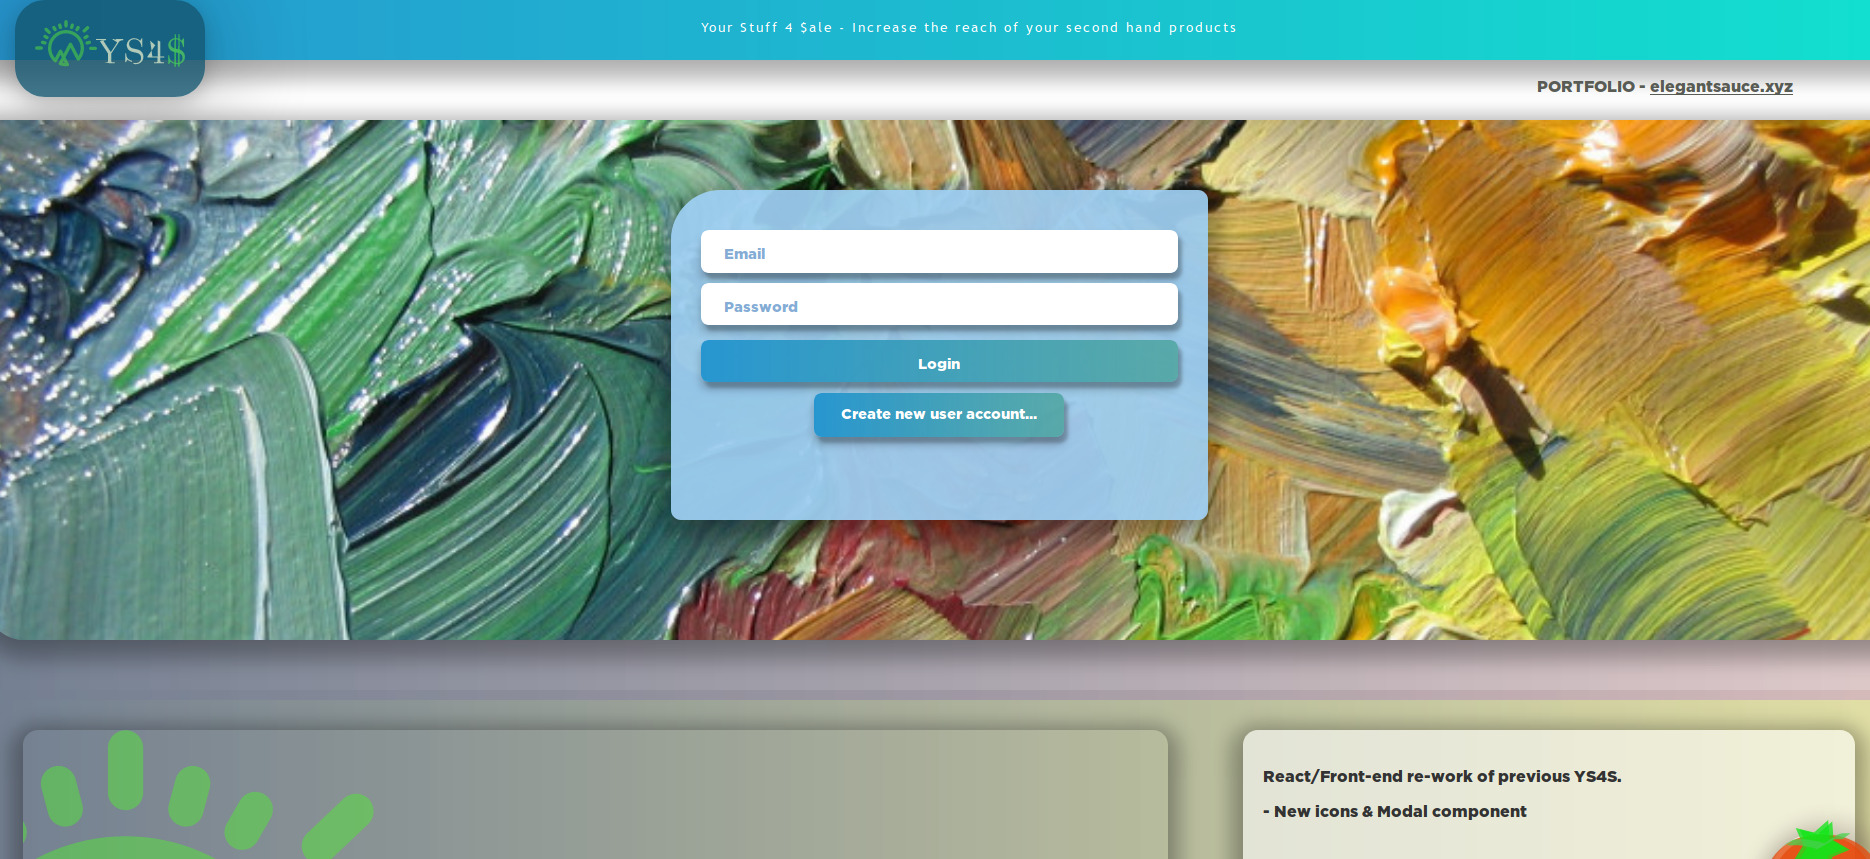 YS4$
Your Stuff 4 $ale - Increase the reach of your second hand products
PORTFOLIO - elegantsauce.xyz
Email
Password
Login
Create new user account...
React/Front-end re-work of previous YS4S.
- New icons & Modal component